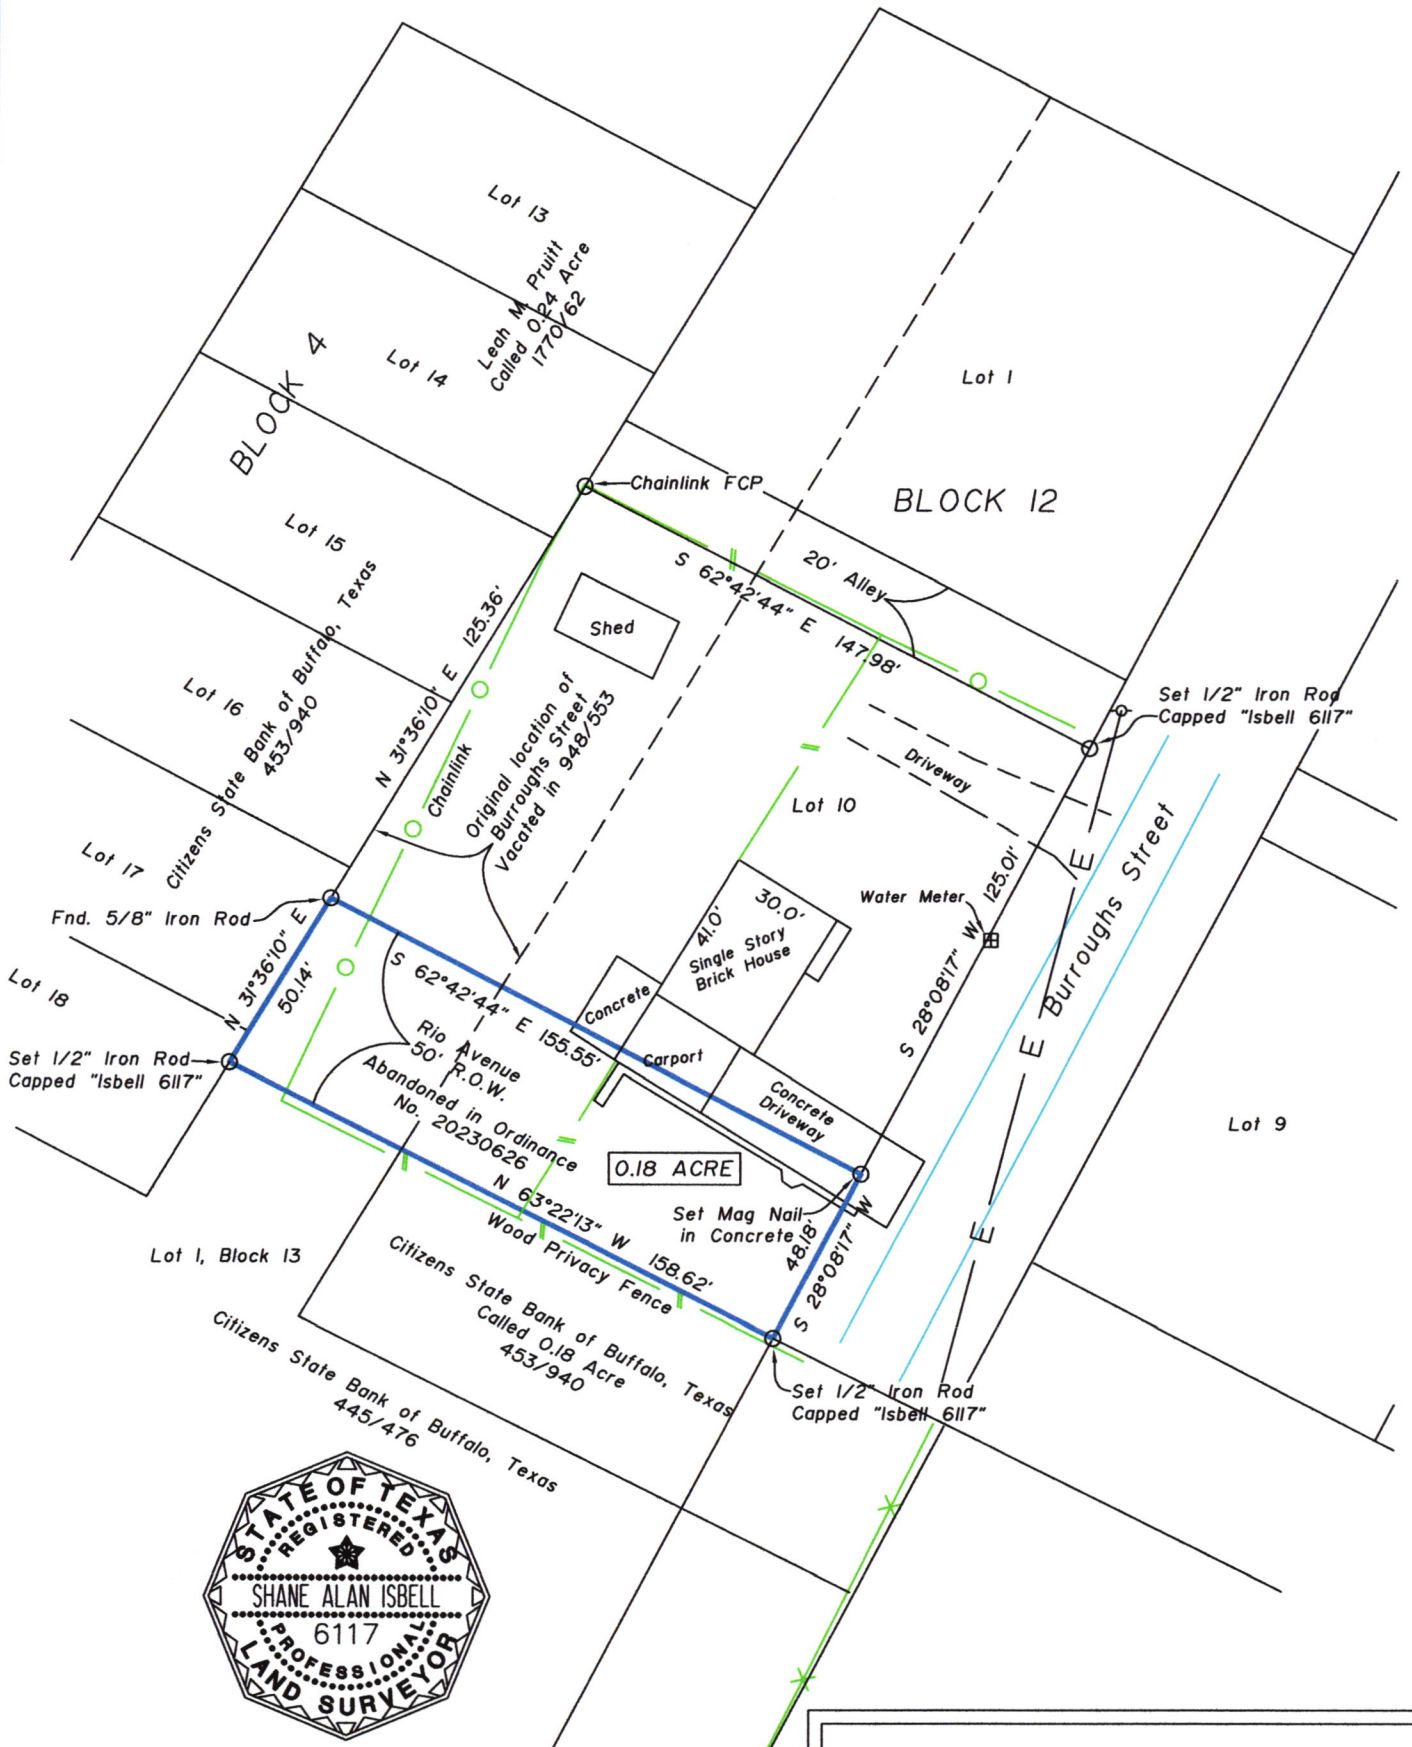 Lot 13
Leah M. Pruitt
Called 0.24 Acre
1770/62
Lot 14
BLOCK 4
Lot 1
BLOCK 12
Chainlink FCP
Lot 15
20' Alley
S 62°42'44" E 147.98'
Shed
N 31°36'10" E 125.36'
Citizens State Bank of Buffalo, Texas
453/940
Lot 16
Set 1/2" Iron Rod
Capped "Isbell 6117"
Original location of
Burroughs Street
Vacated in 948/553
Chainlink
Driveway
Lot 10
Lot 17
Water Meter
S 28°08'17" W 125.01'
E
Burroughs Street
E
E
Fnd. 5/8" Iron Rod
41.0'
30.0'
Single Story
Brick House
Lot 18
N 31°36'10" E
50.14'
S 62°42'44" E 155.55'
Concrete
Carport
Concrete
Driveway
Set 1/2" Iron Rod
Capped "Isbell 6117"
Rio Avenue
50' R.O.W.
Abandoned in Ordinance
No. 20230626
Lot 9
0.18 ACRE
N 63°22'13" W 158.62'
Set Mag Nail
in Concrete
48.18'
S 28°08'17" W
Wood Privacy Fence
Lot 1, Block 13
Citizens State Bank of Buffalo, Texas
Called 0.18 Acre
453/940
Citizens State Bank of Buffalo, Texas
445/476
Set 1/2" Iron Rod
Capped "Isbell 6117"
STATE OF TEXAS
REGISTERED
SHANE ALAN ISBELL
6117
PROFESSIONAL
LAND SURVEYOR